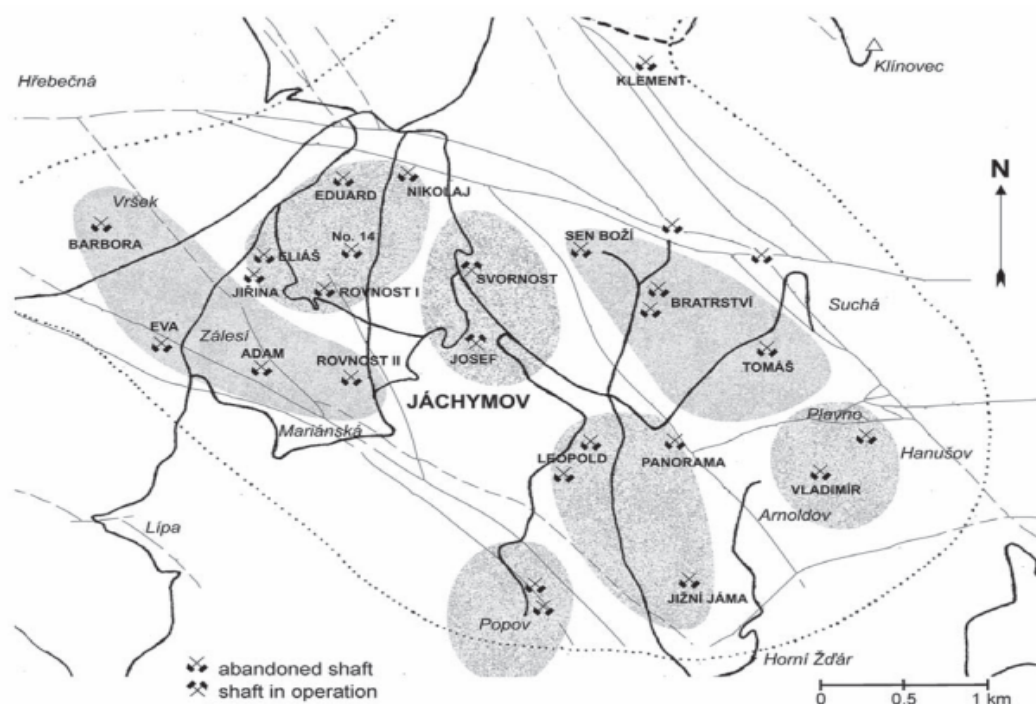 Hřebečná
KLEMENT
Klínovec
N
Vršek
EDUARD
NIKOLAJ
BARBORA
No. 14
SEN BOŽÍ
ELIÁŠ
SVORNOST
JIŘINA
ROVNOST I
BRATRSTVÍ
Suchá
EVA
Zálesí
ADAM
ROVNOST II
JOSEF
TOMÁŠ
JÁCHYMOV
Mariánská
Plavno
Hanušov
LEOPOLD
PANORAMA
VLADIMÍR
Arnoldov
Lípa
JIŽNÍ JÁMA
Popov
Horní Žďár
abandoned shaft
shaft in operation
0 0.5 1 km